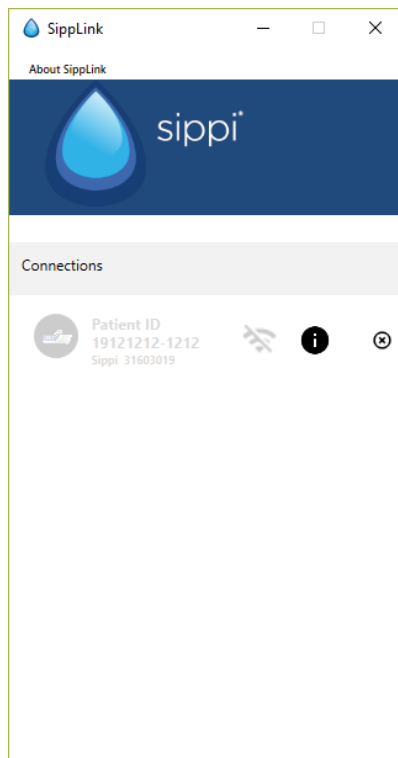 SippLink
About SippLink
sippi*
Connections
Patient ID
19121212-1212
Sippi 31603019